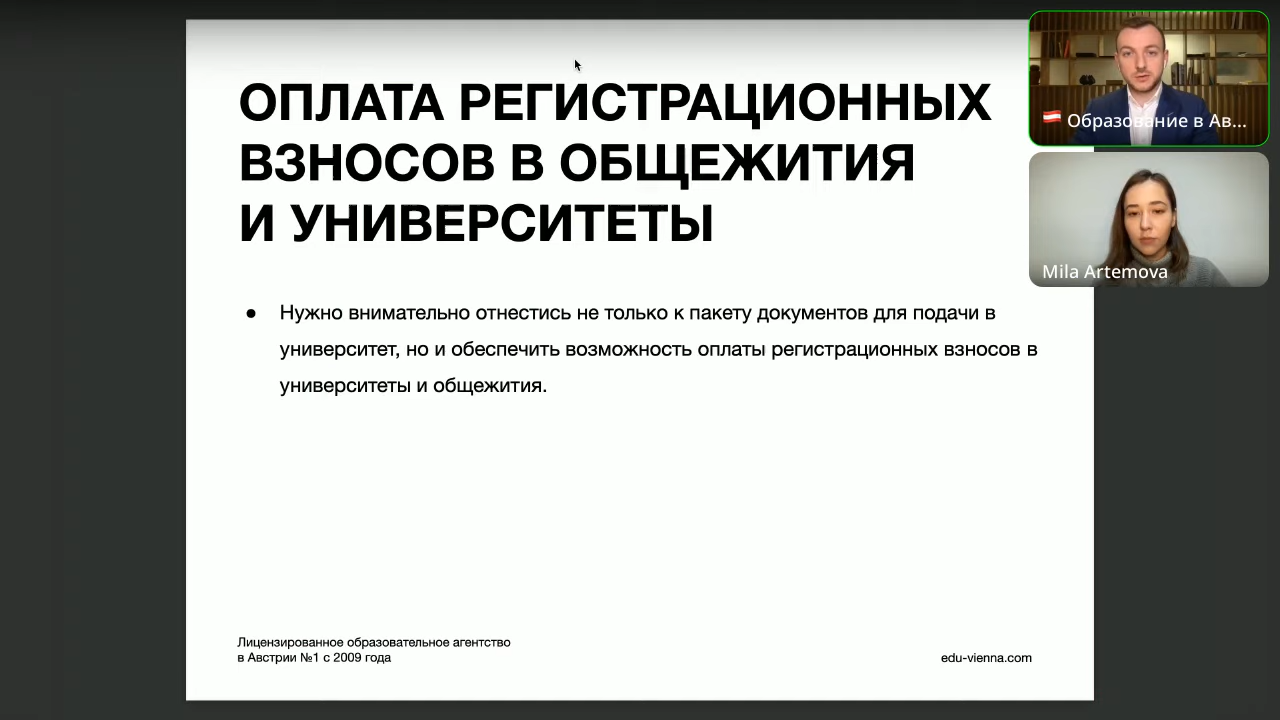 ОПЛАТА РЕГИСТРАЦИОННЫХ
ВЗНОСОВ В ОБЩЕЖИТИЯ
И УНИВЕРСИТЕТЫ
● Нужно внимательно отнестись не только к пакету документов для подачи в
университет, но и обеспечить возможность оплаты регистрационных взносов в
университеты и общежития.
Лицензированное образовательное агентство
в Австрии №1 с 2009 года
edu-vienna.com
Образование в Ав...
Mila Artemova